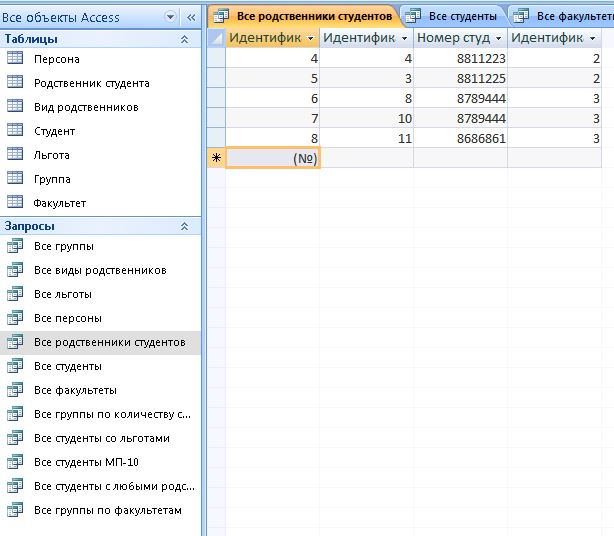 Все объекты Access
Таблицы
Персона
Родственник студента
Вид родственников
Студент
Льгота
Группа
Факультет
Запросы
Все группы
Все виды родственников
Все льготы
Все персоны
Все родственники студентов
Все студенты
Все факультеты
Все группы по количеству с...
Все студенты со льготами
Все студенты МП-10
Все студенты с любыми родс...
Все группы по факультетам
Все родственники студентов Все студенты Все факультет
Идентифик Идентифик Номер студ Идентифик
4 4 8811223 2
5 3 8811225 2
6 8 8789444 3
7 10 8789444 3
8 11 8686861 3
(№)